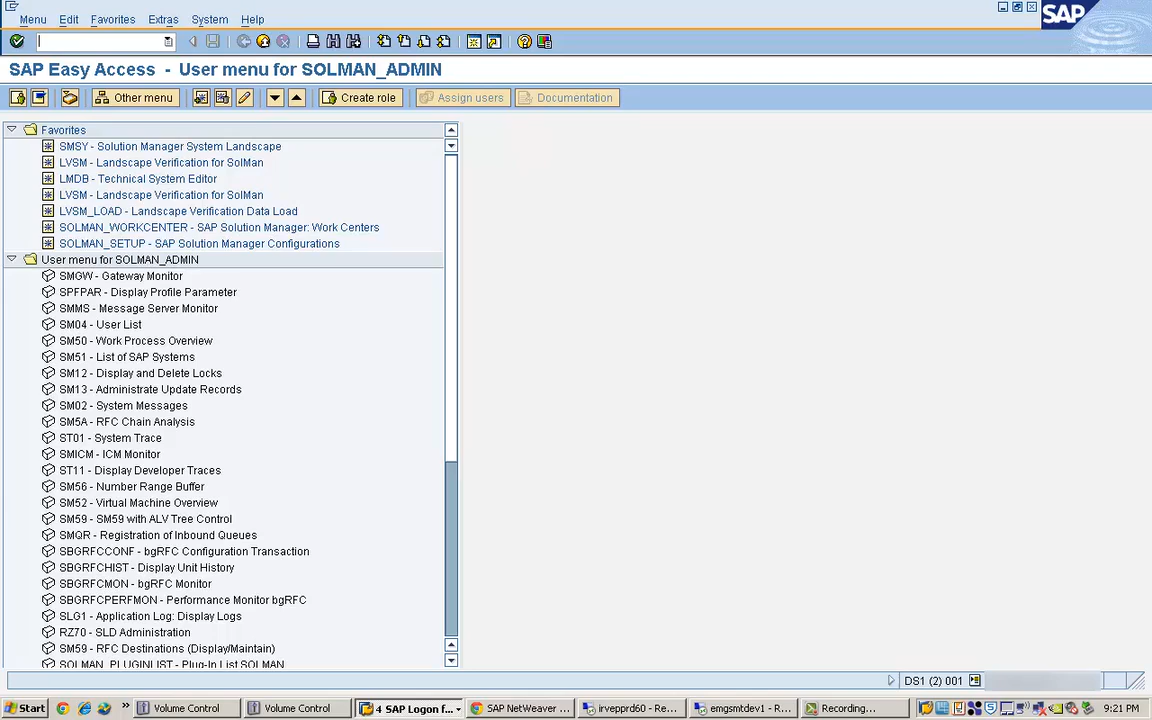 Menu Edit Favorites Extras System Help
SAP
SAP Easy Access - User menu for SOLMAN_ADMIN
Other menu Create role Assign users Documentation
Favorites
SMSY - Solution Manager System Landscape
LVSM - Landscape Verification for SolMan
LMDB - Technical System Editor
LVSM - Landscape Verification for SolMan
LVSM_LOAD - Landscape Verification Data Load
SOLMAN_WORKCENTER - SAP Solution Manager: Work Centers
SOLMAN_SETUP - SAP Solution Manager Configurations
User menu for SOLMAN_ADMIN
SMGW - Gateway Monitor
SPFPAR - Display Profile Parameter
SMMS - Message Server Monitor
SM04 - User List
SM50 - Work Process Overview
SM51 - List of SAP Systems
SM12 - Display and Delete Locks
SM13 - Administrate Update Records
SM02 - System Messages
SM5A - RFC Chain Analysis
ST01 - System Trace
SMICM - ICM Monitor
ST11 - Display Developer Traces
SM56 - Number Range Buffer
SM52 - Virtual Machine Overview
SM59 - SM59 with ALV Tree Control
SMQR - Registration of Inbound Queues
SBGRFCCONF - bgRFC Configuration Transaction
SBGRFCHIST - Display Unit History
SBGRFCMON - bgRFC Monitor
SBGRFCPERFMON - Performance Monitor bgRFC
SLG1 - Application Log: Display Logs
RZ70 - SLD Administration
SM59 - RFC Destinations (Display/Maintain)
SOLMAN_PLUGINLIST - Plug-In List SOLMAN
DS1 (2) 001
Start Volume Control Volume Control 4 SAP Logon f... SAP NetWeaver ... irvepprd60 - Re... emgsmtdev1 - R... Recording... 9:21 PM